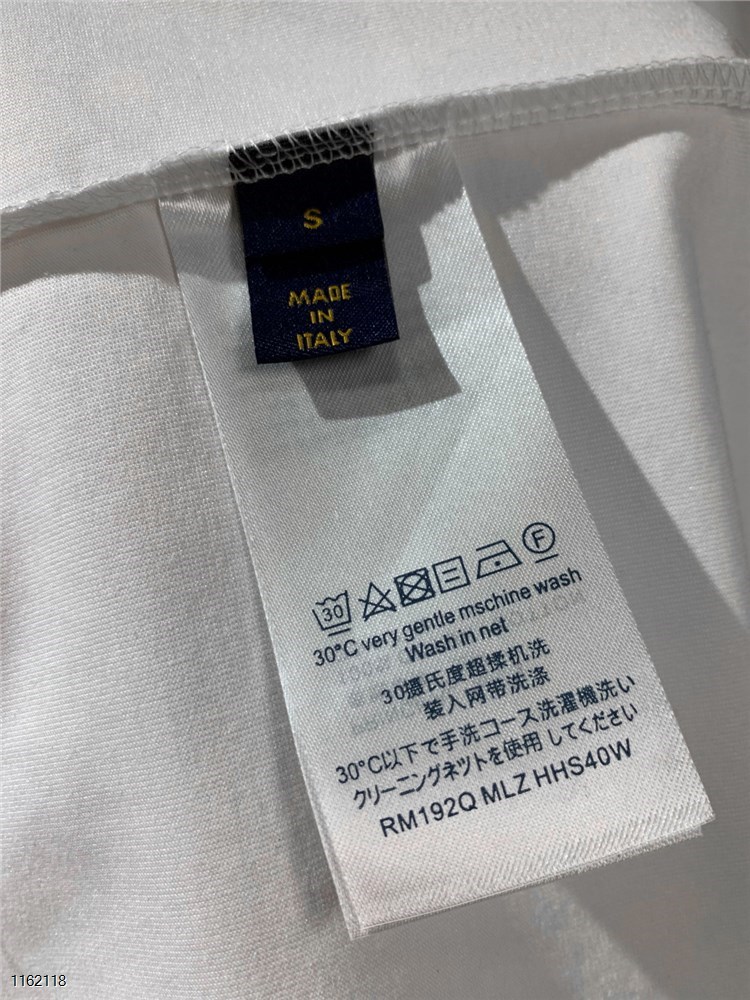 S
MADE
IN
ITALY
30
F
30°C very gentle mschine wash
Wash in net
30摄氏度超揉机洗
装入网带洗涤
30°C以下で手洗コース洗濯機洗い
クリーニングネットを使用してください
RM192Q MLZ HHS40W
1162118